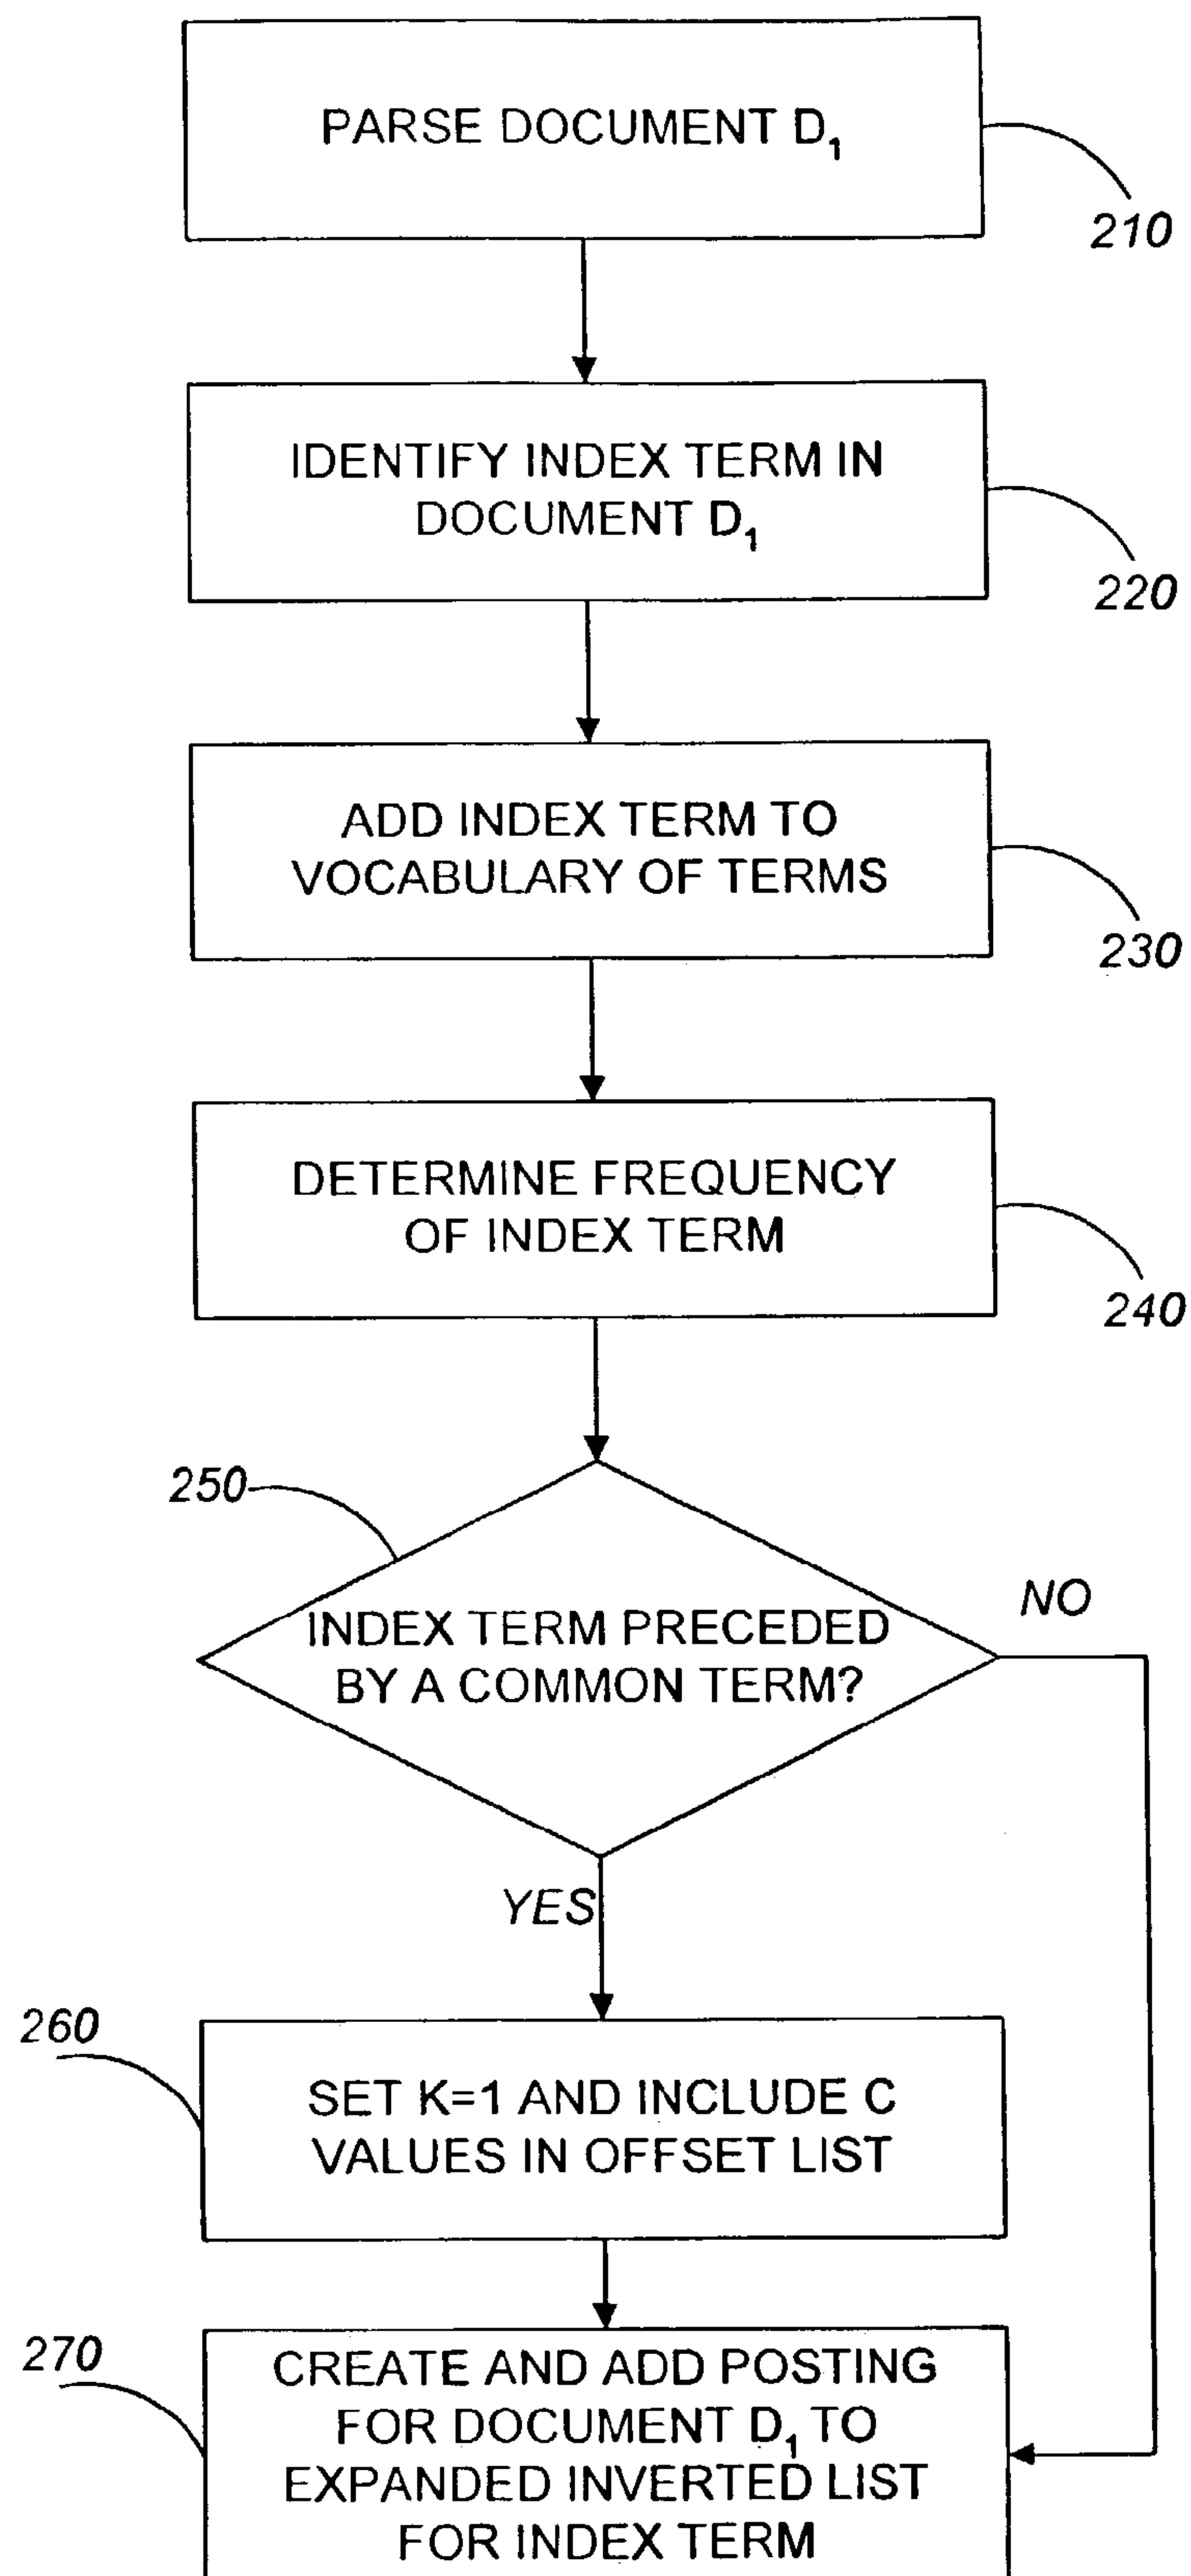 PARSE DOCUMENT D₁
210
IDENTIFY INDEX TERM IN
DOCUMENT D₁
220
ADD INDEX TERM TO
VOCABULARY OF TERMS
230
DETERMINE FREQUENCY
OF INDEX TERM
240
250
INDEX TERM PRECEDED
BY A COMMON TERM?
NO
YES
260
SET K=1 AND INCLUDE C
VALUES IN OFFSET LIST
270
CREATE AND ADD POSTING
FOR DOCUMENT D₁ TO
EXPANDED INVERTED LIST
FOR INDEX TERM